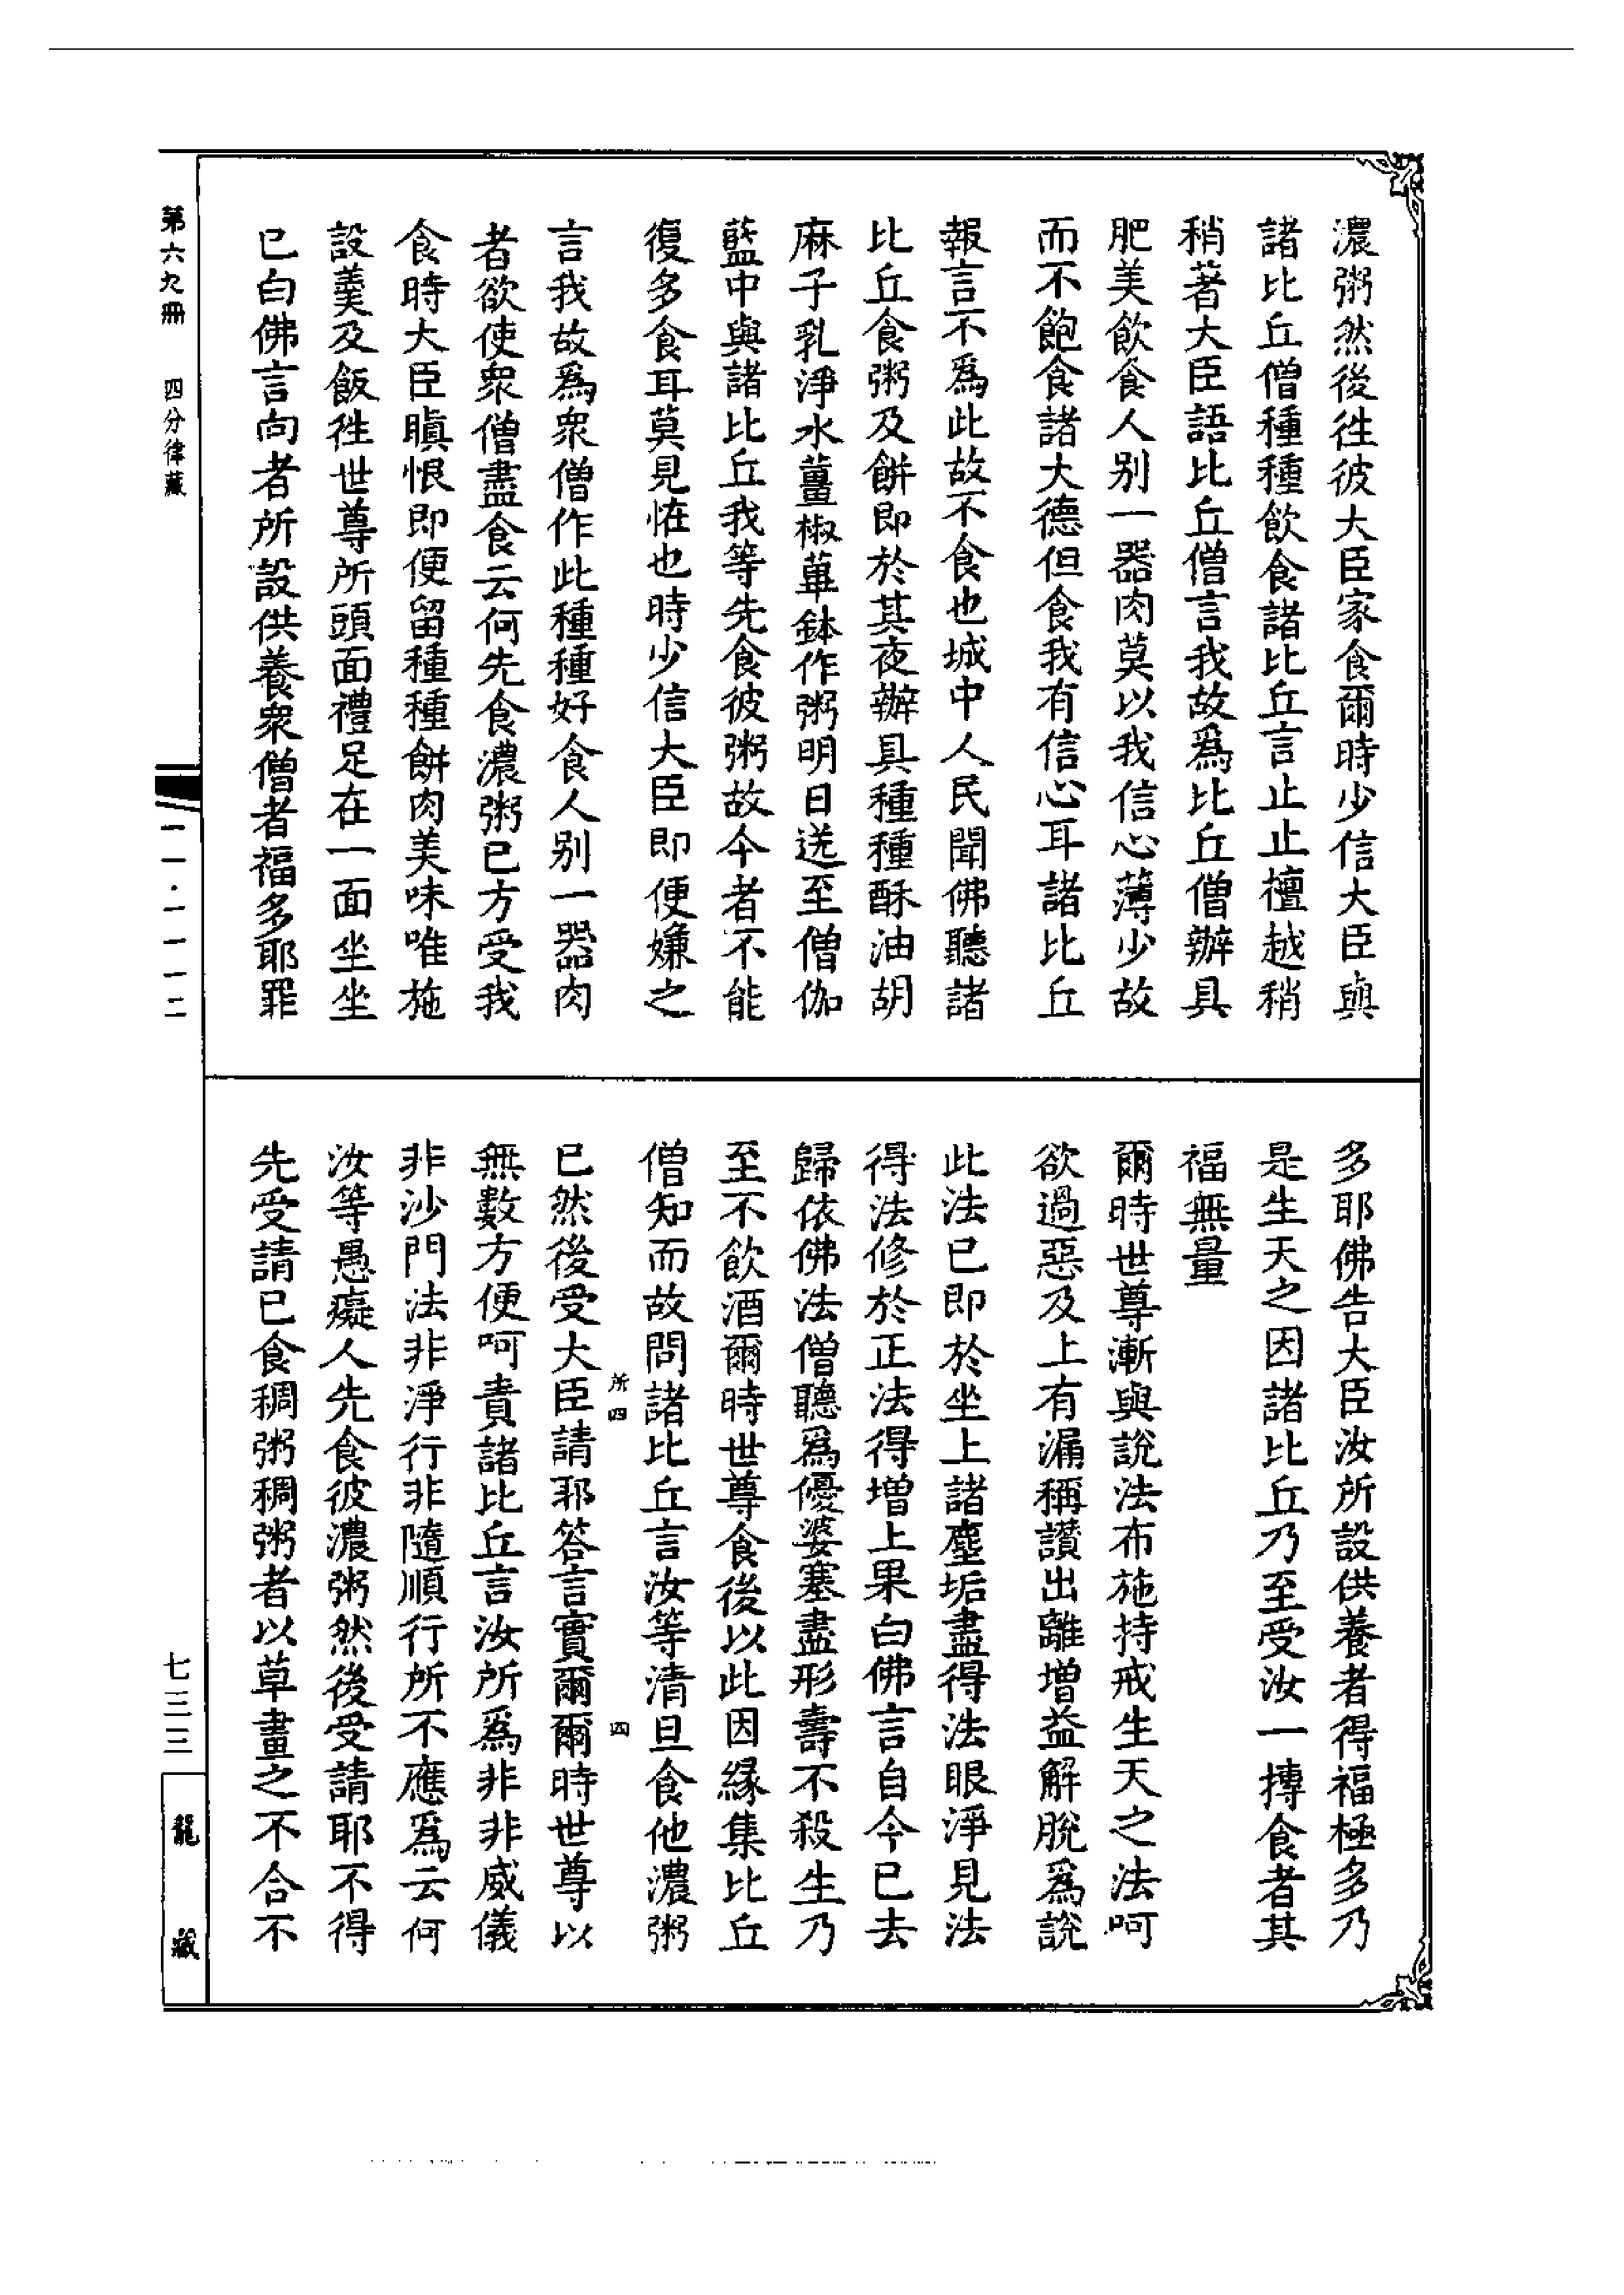 濃粥然後往彼大臣家食爾時少信大臣與
諸比丘僧種種飲食諸比丘言止止檀越稍
稍著大臣語比丘僧言我故爲比丘僧辦具
肥美飲食人别一器肉莫以我信心薄少故
而不飽食諸大德但食我有信心耳諸比丘
報言不爲此故不食也城中人民聞佛聽諸
比丘食粥及餅即於其夜辦具種種酥油胡
麻子乳淨水薑椒蓽鉢作粥明日送至僧伽
藍中與諸比丘我等先食彼粥故今者不能
復多食耳莫見恠也時少信大臣即便嫌之
言我故爲衆僧作此種種好食人别一器肉
者欲使衆僧盡食云何先食濃粥已方受我
食時大臣瞋恨即便留種種餅肉美味唯施
設羹及飯徃世尊所頭面禮足在一面坐坐
已白佛言向者所設供養衆僧者福多耶罪
多耶佛告大臣汝所設供養者得福極多乃
是生天之因諸比丘乃至受汝一摶食者其
福無量
爾時世尊漸與說法布施持戒生天之法呵
欲過惡及上有漏稱讚出離增益解脫爲說
此法已即於坐上諸塵垢盡得法眼淨見法
得法修於正法得增上果白佛言自今已去
歸依佛法僧聽爲優婆塞盡形壽不殺生乃
至不飲酒爾時世尊食後以此因緣集比丘
僧知而故問諸比丘言汝等清旦食他濃粥
所四
四
已然後受大臣請耶答言實爾爾時世尊以
無數方便呵責諸比丘言汝所爲非非威儀
非沙門法非淨行非隨順行所不應爲云何
汝等愚癡人先食彼濃粥然後受請耶不得
先受請已食稠粥稠粥者以草畫之不合不
第六九冊　四分律藏
一一·一一一二
七三三
龍藏